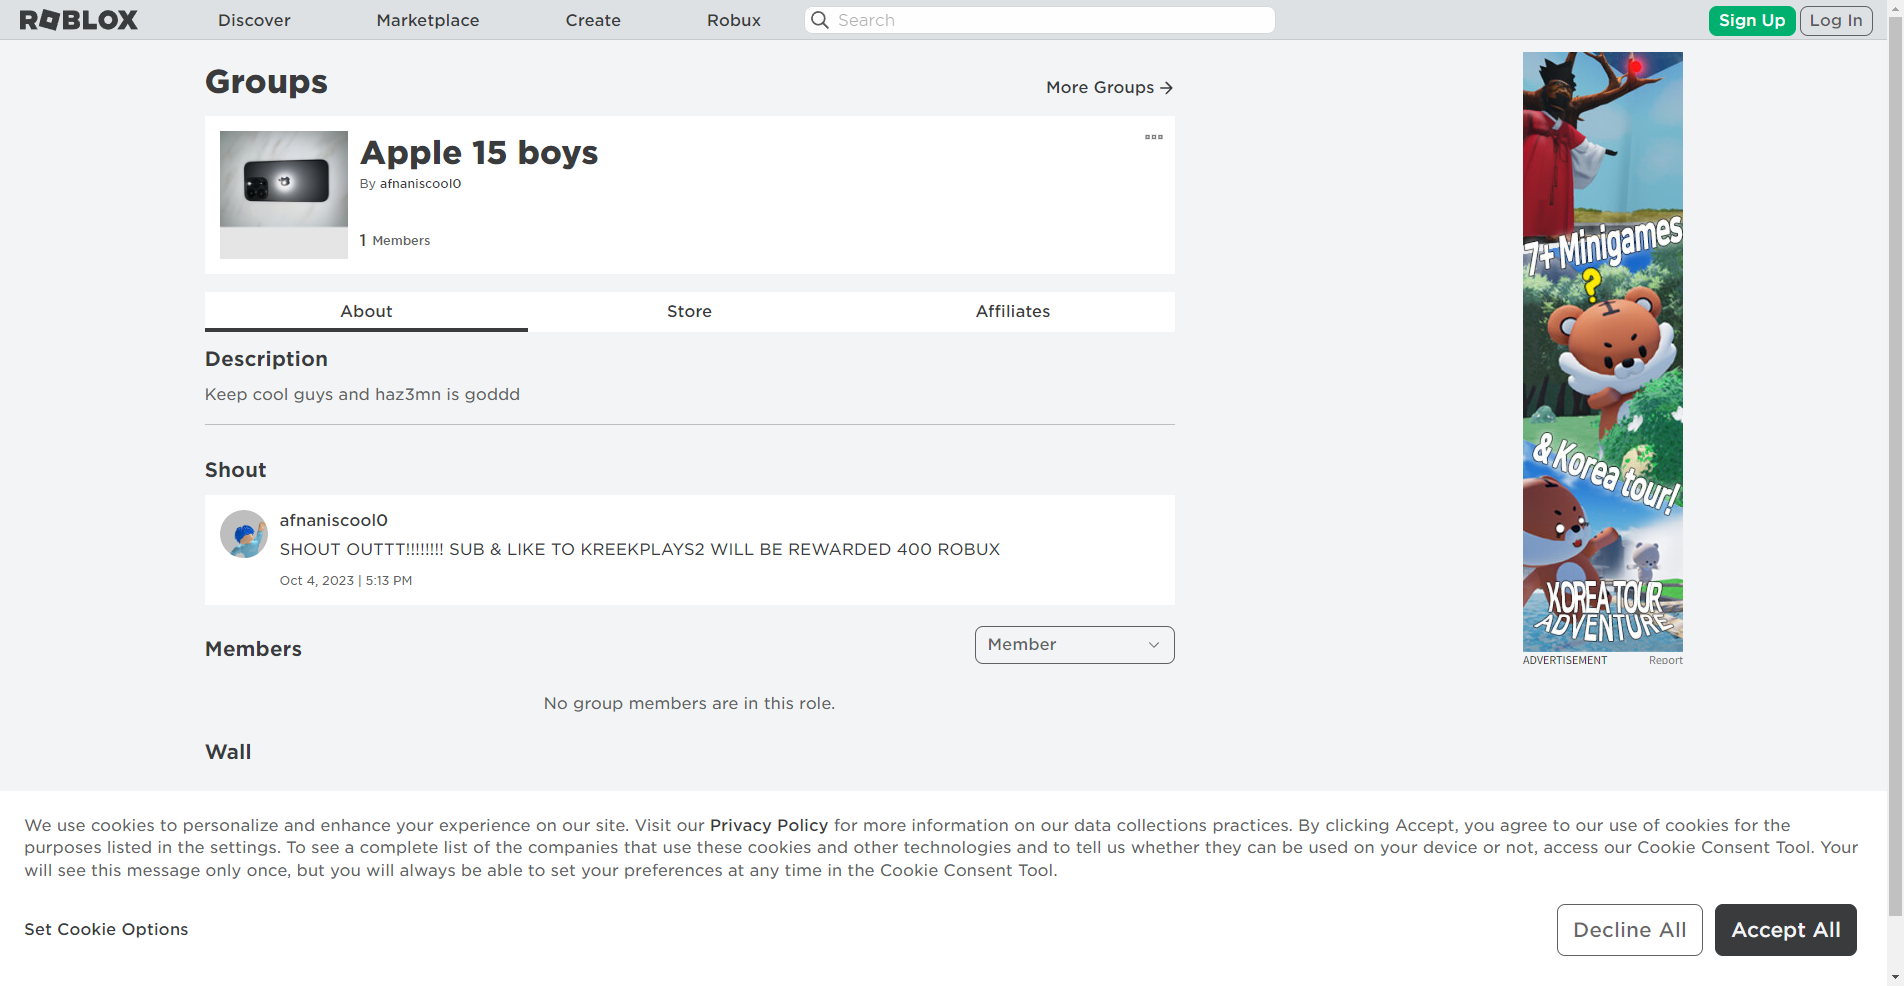 ROBLOX
Discover
Marketplace
Create
Robux
Search
Sign Up
Log In
Groups
More Groups
Apple 15 boys
By afnaniscool0
1 Members
About
Store
Affiliates
Description
Keep cool guys and haz3mn is goddd
Shout
afnaniscool0
SHOUT OUTTT!!!!!!!! SUB & LIKE TO KREEKPLAYS2 WILL BE REWARDED 400 ROBUX
Oct 4, 2023 | 5:13 PM
Members
Member
No group members are in this role.
Wall
7+ Minigames
?
& Korea tour!
KOREA TOUR
ADVENTURE
ADVERTISEMENT
Report
We use cookies to personalize and enhance your experience on our site. Visit our Privacy Policy for more information on our data collections practices. By clicking Accept, you agree to our use of cookies for the
purposes listed in the settings. To see a complete list of the companies that use these cookies and other technologies and to tell us whether they can be used on your device or not, access our Cookie Consent Tool. Your
will see this message only once, but you will always be able to set your preferences at any time in the Cookie Consent Tool.
Set Cookie Options
Decline All
Accept All